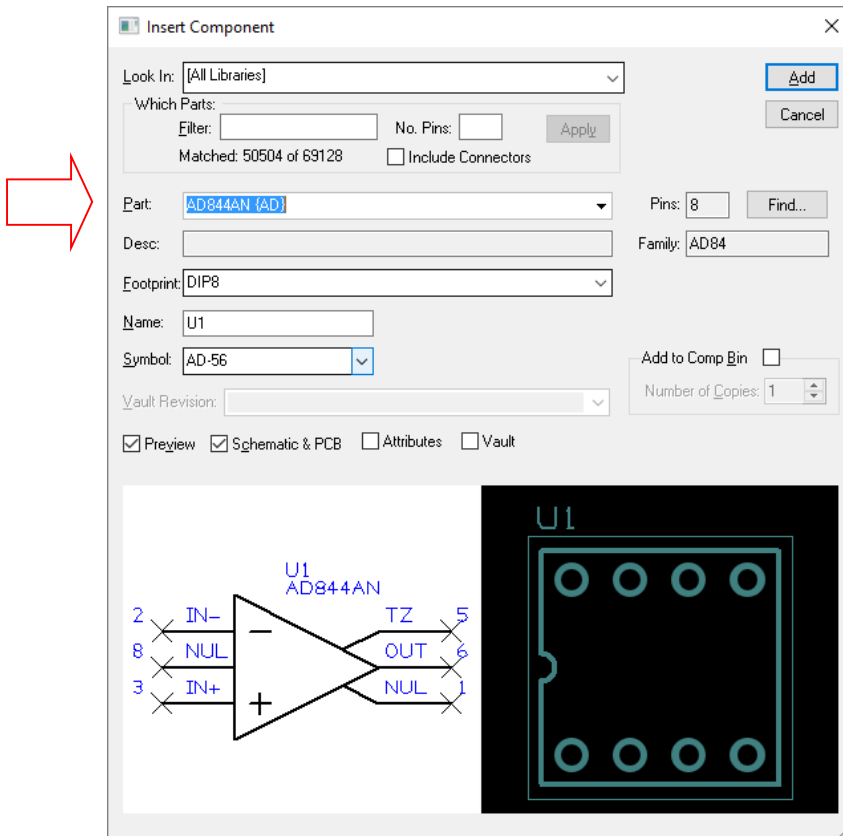 Insert Component
Look In: [All Libraries] Add
Which Parts: Cancel
Filter: No. Pins: Apply
Matched: 50504 of 69128 Include Connectors
Part: AD844AN {AD} Pins: 8 Find...
Desc: Family: AD84
Footprint: DIP8
Name: U1
Symbol: AD-56 Add to Comp Bin
Vault Revision: Number of Copies: 1
Preview Schematic & PCB Attributes Vault
U1
U1
AD844AN
2 IN- TZ 5
8 NUL OUT 6
3 IN+ NUL 1